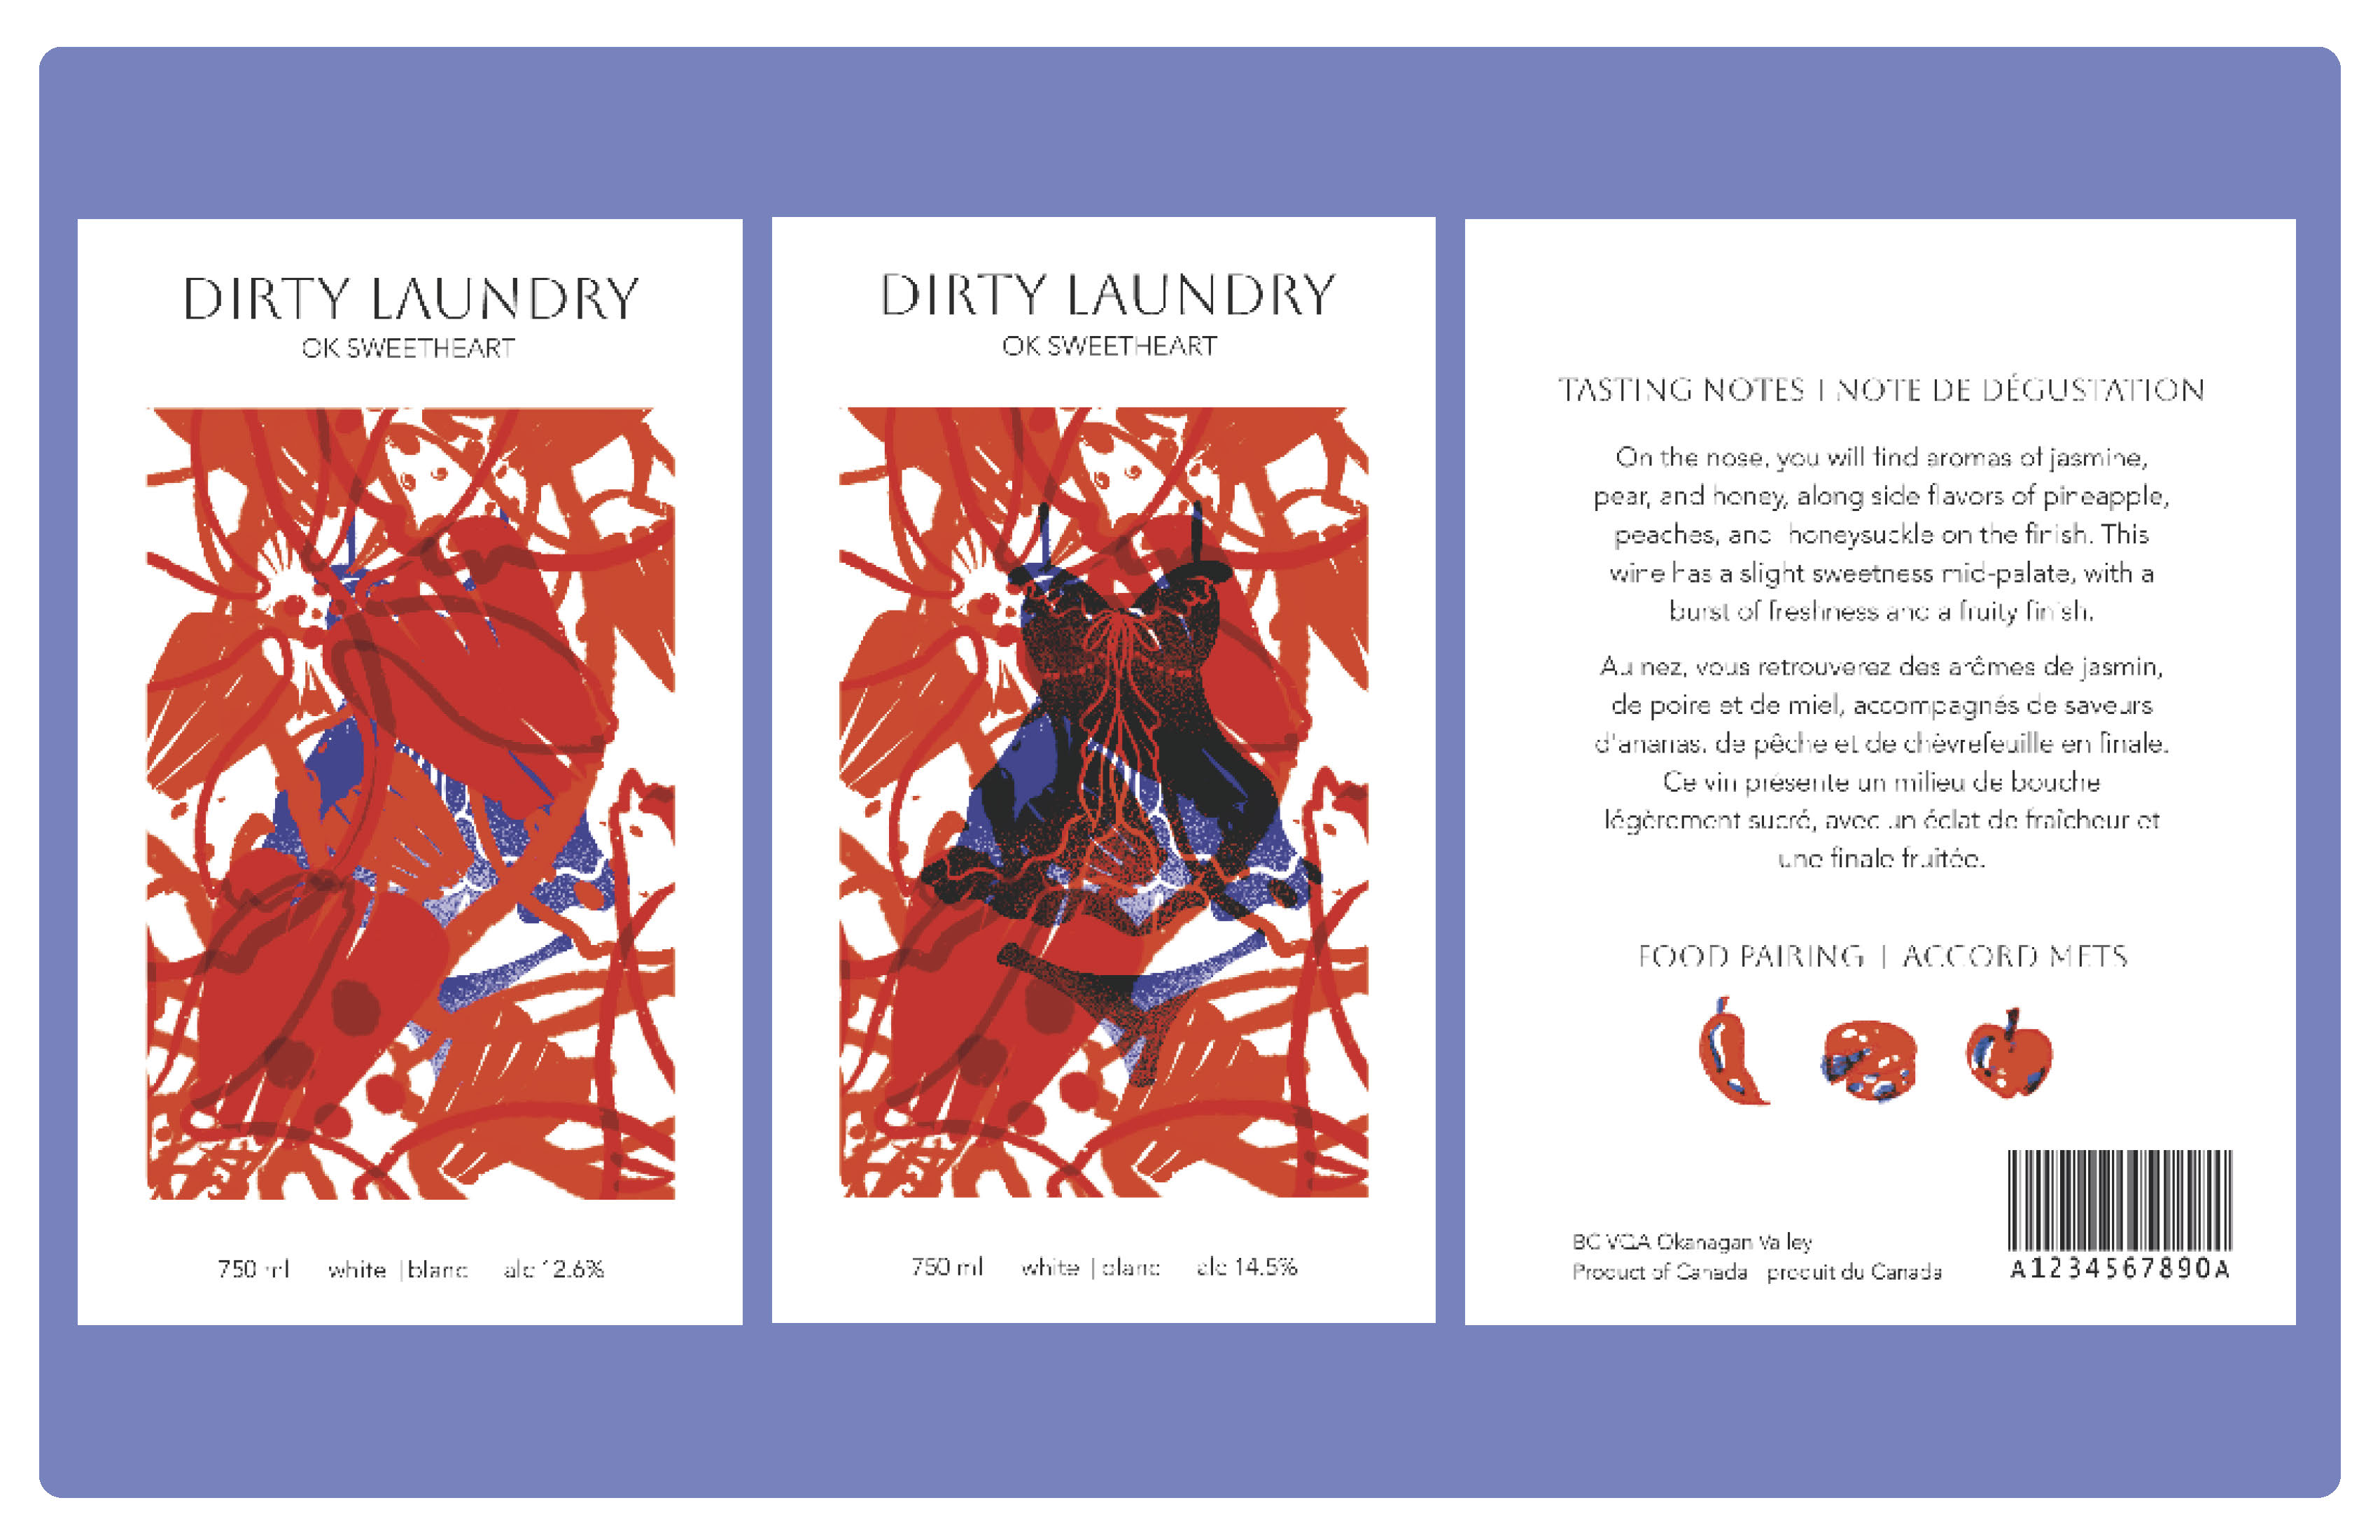 DIRTY LAUNDRY
OK SWEETHEART
750 ml white | blanc alc 12.6%
DIRTY LAUNDRY
OK SWEETHEART
750 ml white | blanc alc 14.5%
TASTING NOTES | NOTE DE DÉGUSTATION
On the nose, you will find aromas of jasmine,
pear, and honey, along side flavors of pineapple,
peaches, and honeysuckle on the finish. This
wine has a slight sweetness mid-palate, with a
burst of freshness and a fruity finish.
Au nez, vous retrouverez des arômes de jasmin,
de poire et de miel, accompagnés de saveurs
d'ananas, de pêche et de chèvrefeuille en finale.
Ce vin présente un milieu de bouche
légèrement sucré, avec un éclat de fraîcheur et
une finale fruitée.
FOOD PAIRING | ACCORD METS
BC VQA Okanagan Valley
Product of Canada produit du Canada
A1234567890A